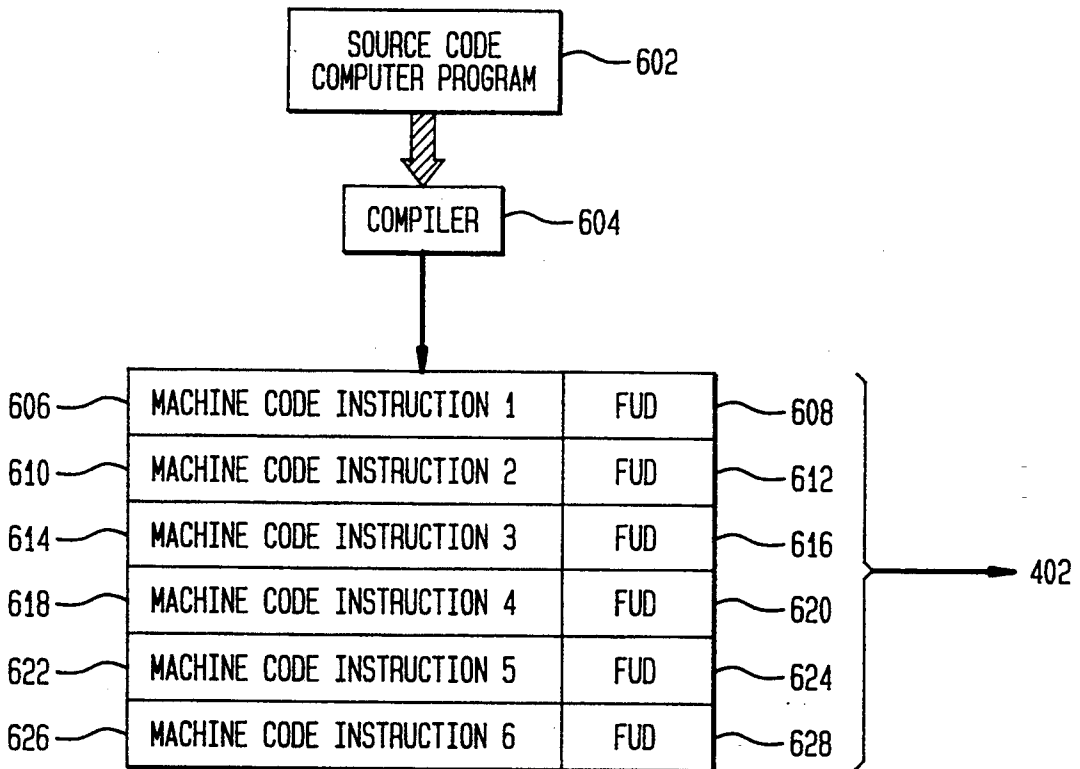 SOURCE CODE
COMPUTER PROGRAM
602
COMPILER
604
606 MACHINE CODE INSTRUCTION 1 FUD 608
610 MACHINE CODE INSTRUCTION 2 FUD 612
614 MACHINE CODE INSTRUCTION 3 FUD 616
402
618 MACHINE CODE INSTRUCTION 4 FUD 620
622 MACHINE CODE INSTRUCTION 5 FUD 624
626 MACHINE CODE INSTRUCTION 6 FUD 628